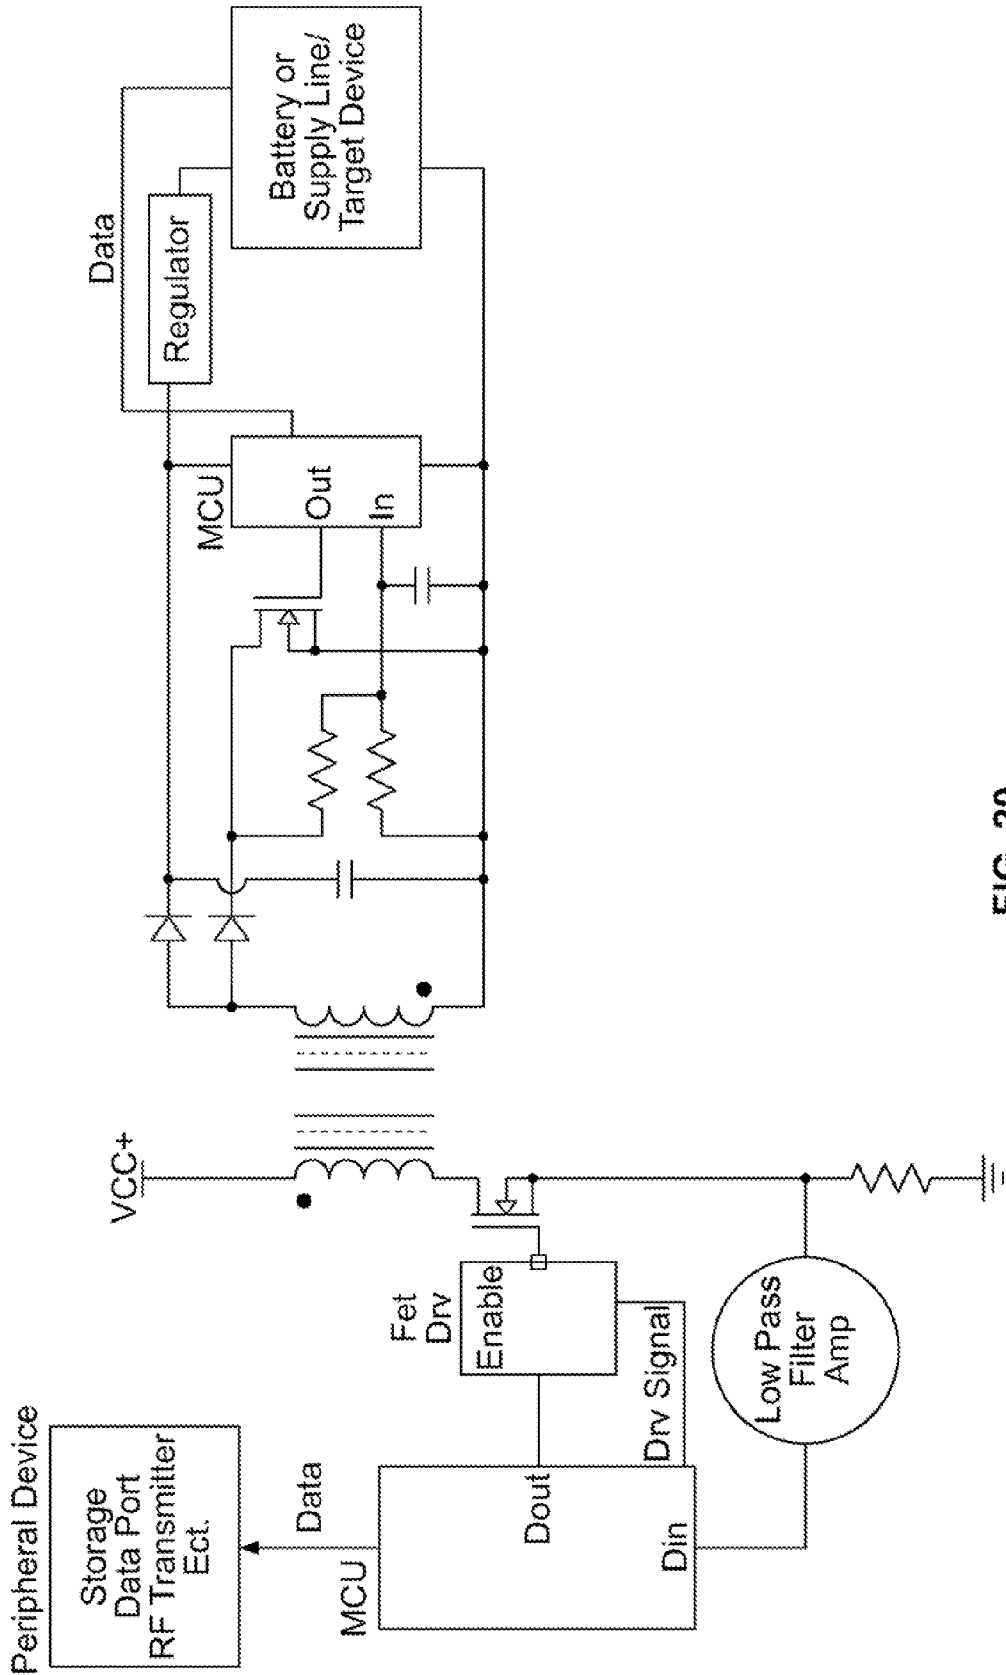 Peripheral Device
Storage
Data Port
RF Transmitter
Ect.
Data
MCU
Dout
Din
Drv Signal
Fet
Drv
Enable
Low Pass
Filter
Amp
VCC+
MCU
Out
In
Data
Regulator
Battery or
Supply Line/
Target Device
FIG.